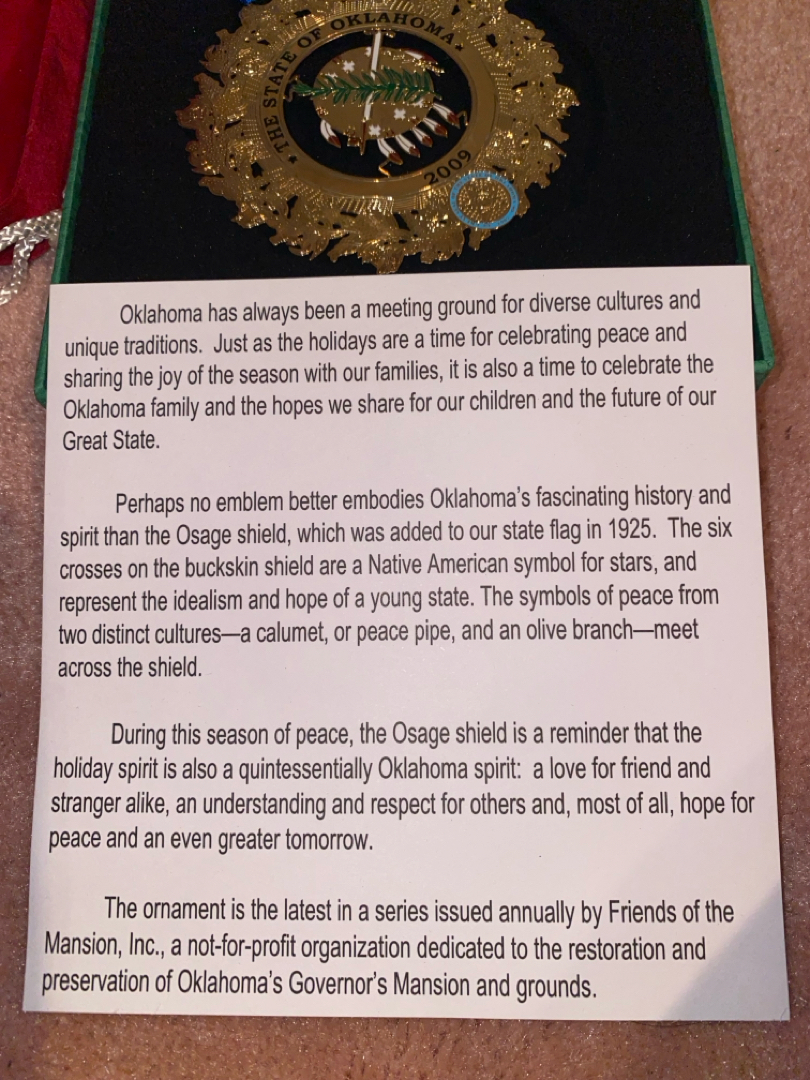 THE STATE OF OKLAHOMA
2009
Oklahoma has always been a meeting ground for diverse cultures and
unique traditions. Just as the holidays are a time for celebrating peace and
sharing the joy of the season with our families, it is also a time to celebrate the
Oklahoma family and the hopes we share for our children and the future of our
Great State.
Perhaps no emblem better embodies Oklahoma's fascinating history and
spirit than the Osage shield, which was added to our state flag in 1925. The six
crosses on the buckskin shield are a Native American symbol for stars, and
represent the idealism and hope of a young state. The symbols of peace from
two distinct cultures—a calumet, or peace pipe, and an olive branch—meet
across the shield.
During this season of peace, the Osage shield is a reminder that the
holiday spirit is also a quintessentially Oklahoma spirit: a love for friend and
stranger alike, an understanding and respect for others and, most of all, hope for
peace and an even greater tomorrow.
The ornament is the latest in a series issued annually by Friends of the
Mansion, Inc., a not-for-profit organization dedicated to the restoration and
preservation of Oklahoma's Governor's Mansion and grounds.